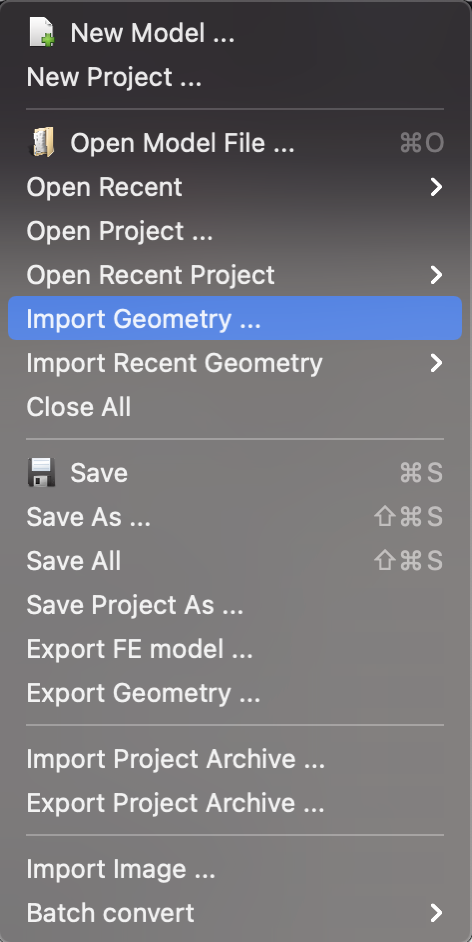 New Model ...
New Project ...
Open Model File ... ⌘O
Open Recent
Open Project ...
Open Recent Project
Import Geometry ...
Import Recent Geometry
Close All
Save ⌘S
Save As ... ⇧⌘S
Save All ⇧⌘S
Save Project As ...
Export FE model ...
Export Geometry ...
Import Project Archive ...
Export Project Archive ...
Import Image ...
Batch convert